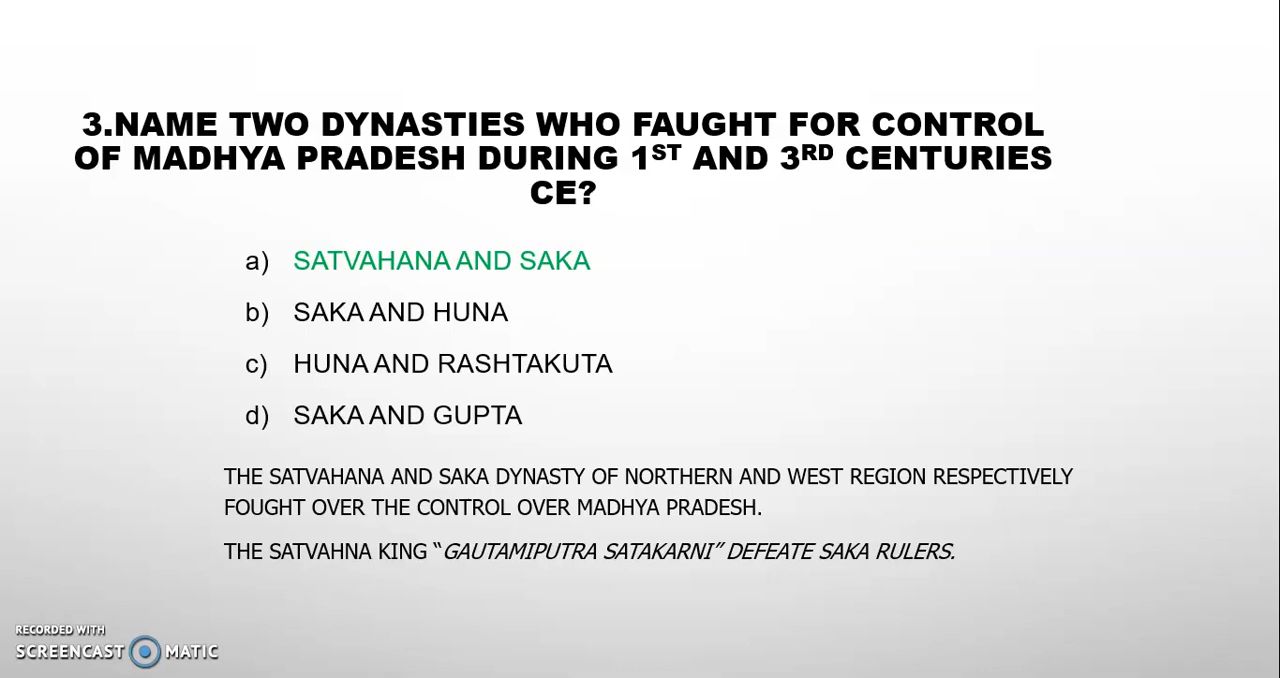 3.NAME TWO DYNASTIES WHO FAUGHT FOR CONTROL
OF MADHYA PRADESH DURING 1ST AND 3RD CENTURIES
CE?
a) SATVAHANA AND SAKA
b) SAKA AND HUNA
c) HUNA AND RASHTAKUTA
d) SAKA AND GUPTA
THE SATVAHANA AND SAKA DYNASTY OF NORTHERN AND WEST REGION RESPECTIVELY
FOUGHT OVER THE CONTROL OVER MADHYA PRADESH.
THE SATVAHNA KING “GAUTAMIPUTRA SATAKARNI” DEFEATE SAKA RULERS.
RECORDED WITH
SCREENCAST MATIC